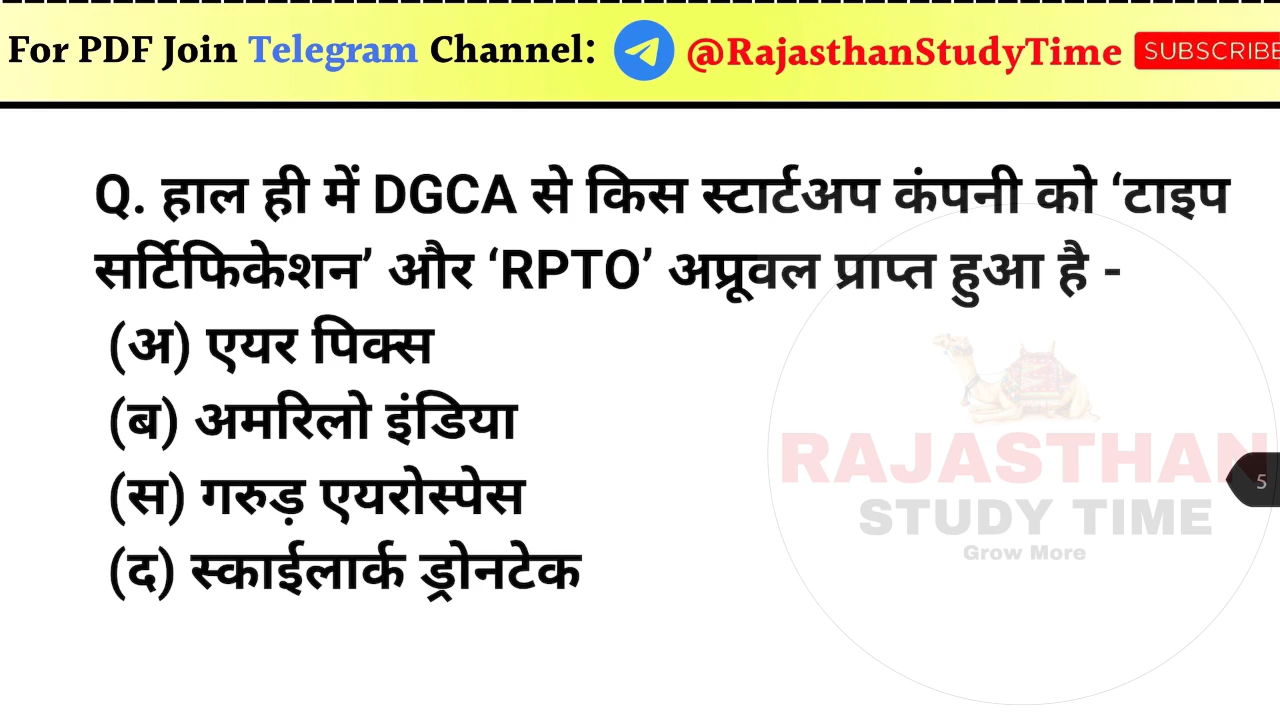 For PDF Join Telegram Channel: @RajasthanStudyTime SUBSCRIBE
Q. हाल ही में DGCA से किस स्टार्टअप कंपनी को ‘टाइप
सर्टिफिकेशन’ और ‘RPTO’ अप्रूवल प्राप्त हुआ है -
(अ) एयर पिक्स
(ब) अमरिलो इंडिया
(स) गरुड़ एयरोस्पेस
(द) स्काईलार्क ड्रोनटेक
RAJASTHAN
STUDY TIME
Grow More
5